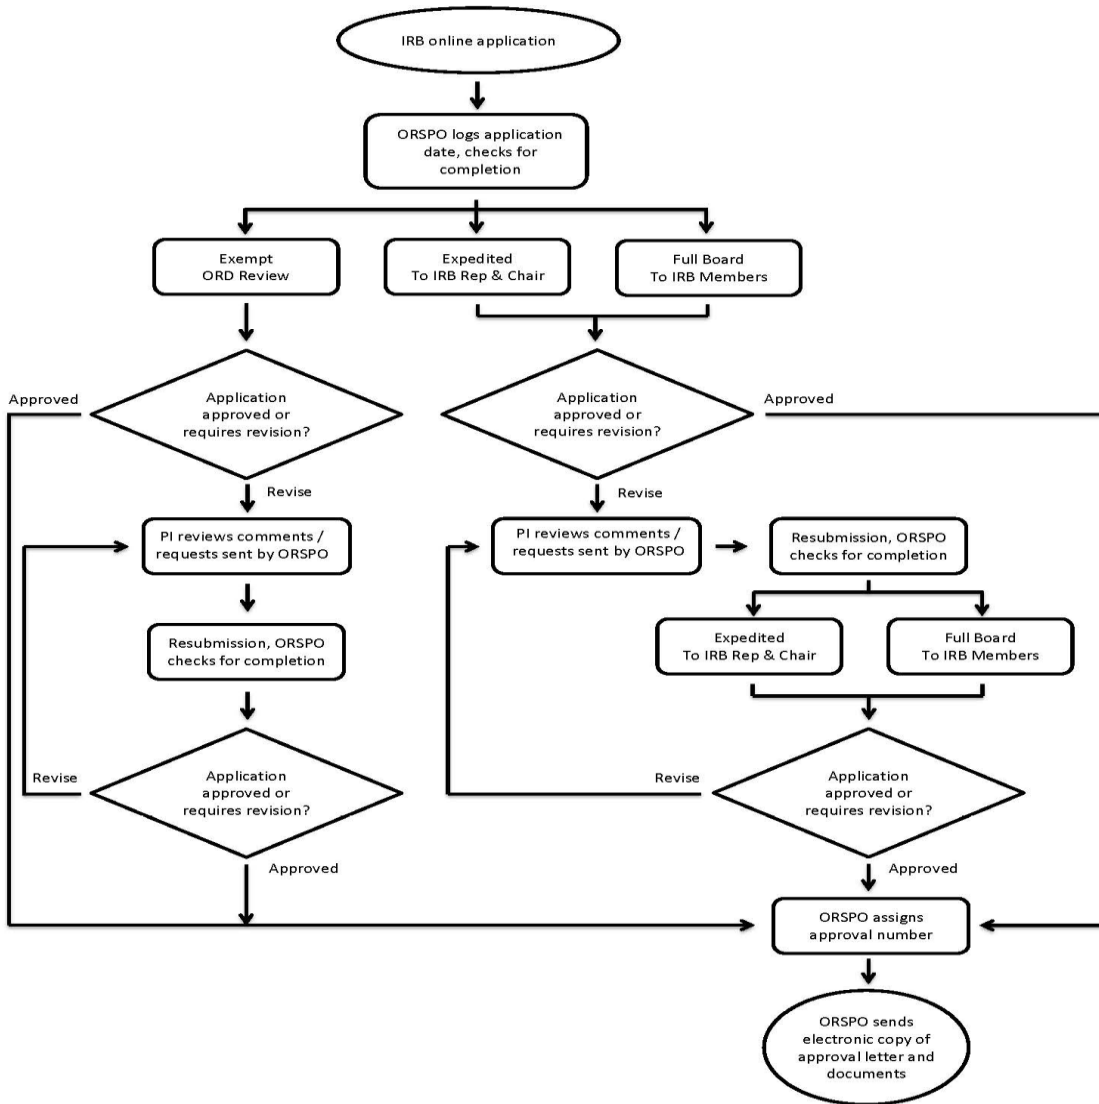 IRB online application
ORSPO logs application
date, checks for
completion
Exempt
ORD Review
Expedited
To IRB Rep & Chair
Full Board
To IRB Members
Approved
Application
approved or
requires revision?
Application
approved or
requires revision?
Approved
Revise
Revise
PI reviews comments /
requests sent by ORSPO
PI reviews comments /
requests sent by ORSPO
Resubmission, ORSPO
checks for completion
Resubmission, ORSPO
checks for completion
Expedited
To IRB Rep & Chair
Full Board
To IRB Members
Revise
Application
approved or
requires revision?
Revise
Application
approved or
requires revision?
Approved
Approved
ORSPO assigns
approval number
ORSPO sends
electronic copy of
approval letter and
documents